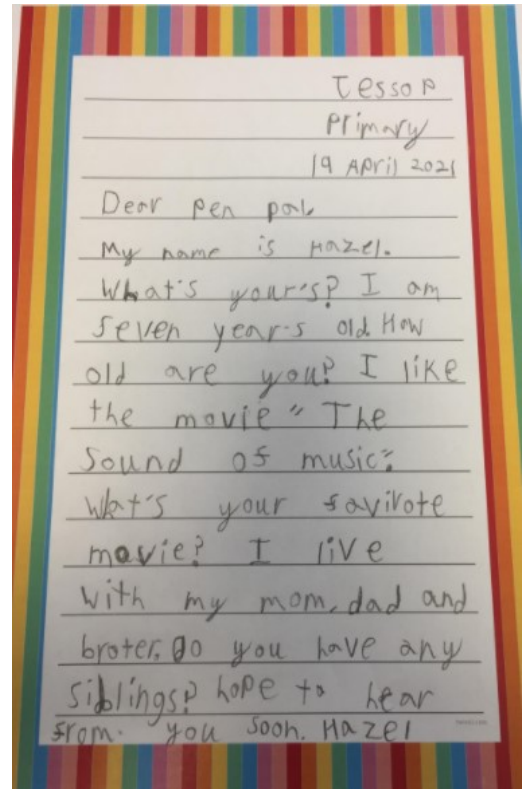 Jessop
Primary
19 April 2021
Dear pen pal
My name is Hazel.
What's your's? I am
seven year's old. How
old are you? I like
the movie "The
Sound of music".
What's your favirote
movie? I live
with my mom, dad and
broter. Do you have any
siblings? hope to hear
from. you soon. Hazel